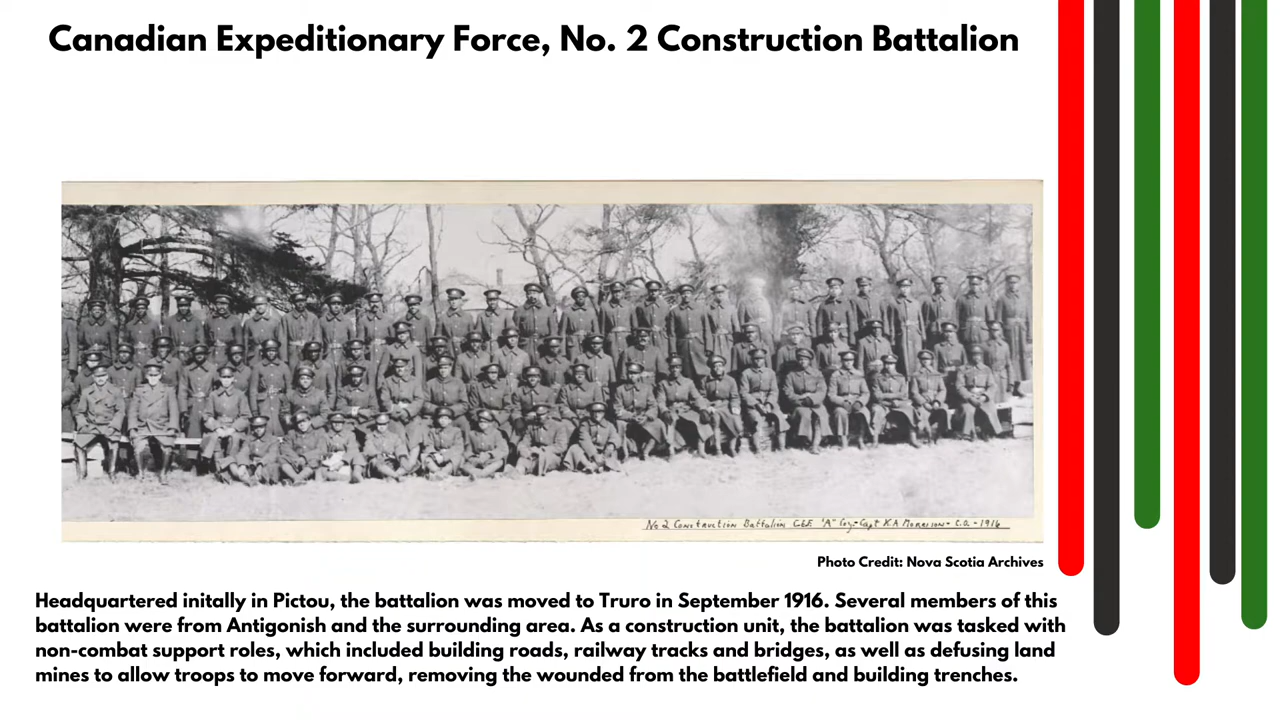 Canadian Expeditionary Force, No. 2 Construction Battalion
No 2 Construction Battalion C.E.F. "A" Coy - Capt K.A Morrison - C.O. - 1916
Photo Credit: Nova Scotia Archives
Headquartered initally in Pictou, the battalion was moved to Truro in September 1916. Several members of this
battalion were from Antigonish and the surrounding area. As a construction unit, the battalion was tasked with
non-combat support roles, which included building roads, railway tracks and bridges, as well as defusing land
mines to allow troops to move forward, removing the wounded from the battlefield and building trenches.